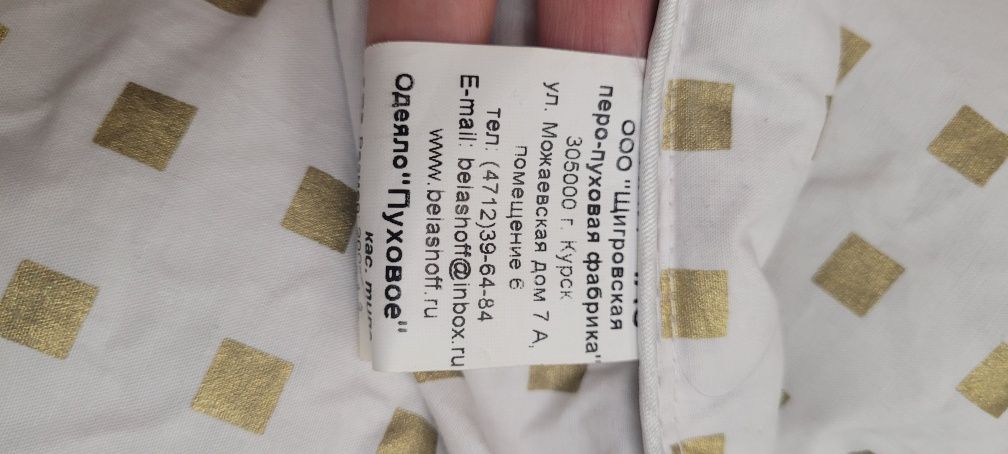 ООО "Щигровская
перо-пуховая фабрика"
305000 г. Курск
ул. Можаевская дом 7 А,
помещение 6
тел: (4712)39-64-84
E-mail: belashoff@inbox.ru
www.belashoff.ru
Одеяло"Пуховое"
кас.